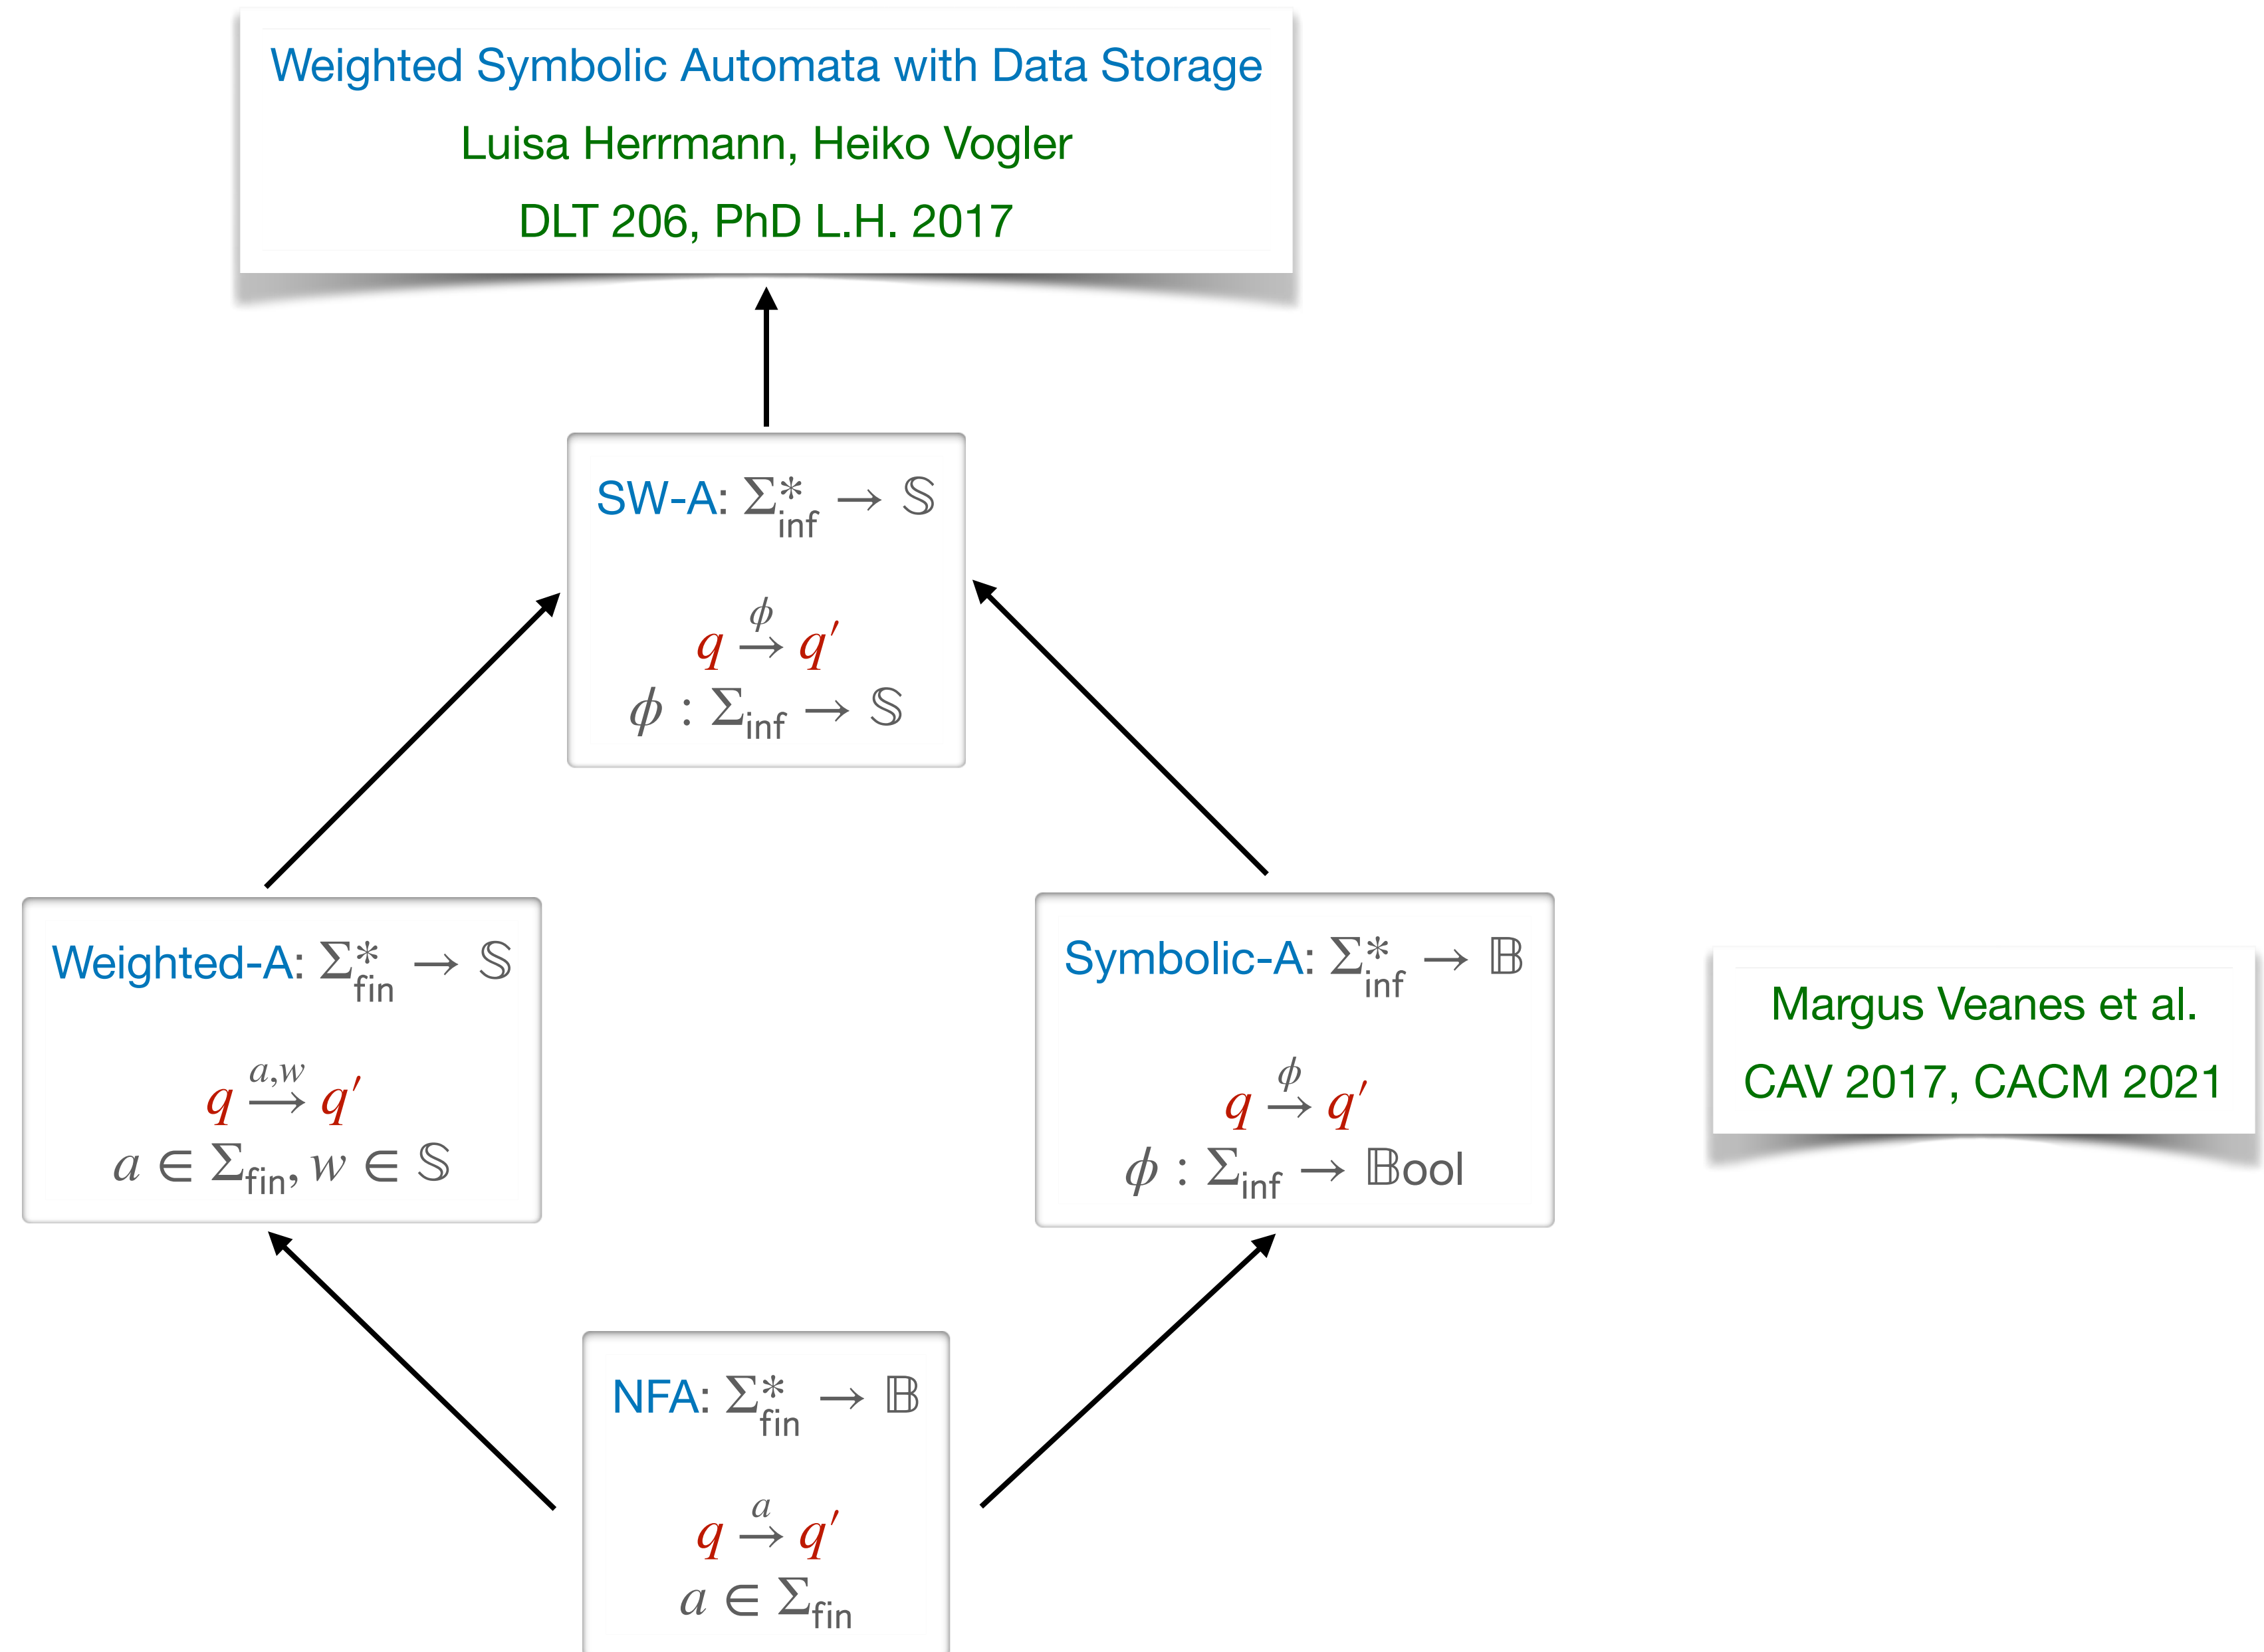 Weighted Symbolic Automata with Data Storage
Luisa Herrmann, Heiko Vogler
DLT 206, PhD L.H. 2017
SW-A: Σ*inf → 𝕊
q →ϕ q′
ϕ : Σinf → 𝕊
Weighted-A: Σ*fin → 𝕊
q →a,w q′
a ∈ Σfin, w ∈ 𝕊
Symbolic-A: Σ*inf → 𝔹
q →ϕ q′
ϕ : Σinf → 𝔹ool
Margus Veanes et al.
CAV 2017, CACM 2021
NFA: Σ*fin → 𝔹
q →a q′
a ∈ Σfin